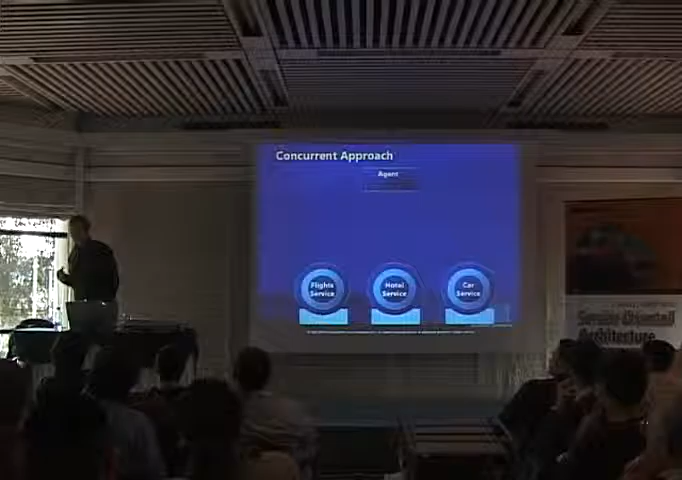 Concurrent Approach
Agent
Flights
Service
Hotel
Service
Car
Service
Service Oriented
Architecture